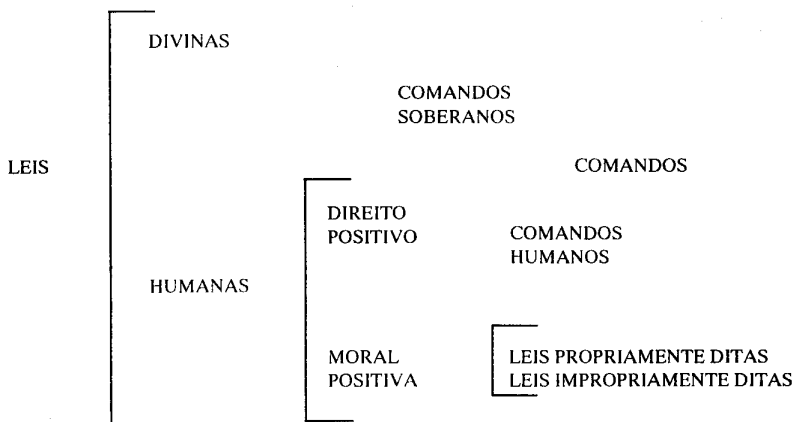 DIVINAS
COMANDOS
SOBERANOS
LEIS
COMANDOS
DIREITO
POSITIVO
COMANDOS
HUMANOS
HUMANAS
MORAL
POSITIVA
LEIS PROPRIAMENTE DITAS
LEIS IMPROPRIAMENTE DITAS